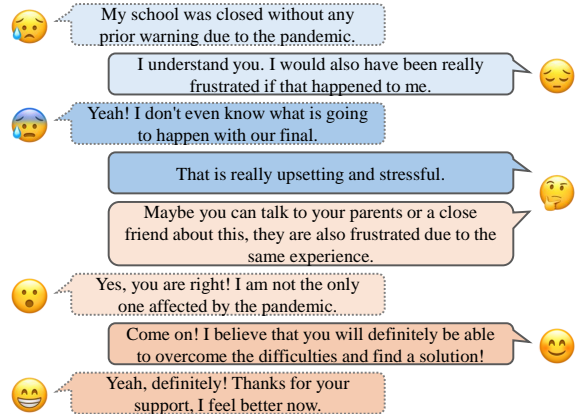 My school was closed without any
prior warning due to the pandemic.
I understand you. I would also have been really
frustrated if that happened to me.
Yeah! I don't even know what is going
to happen with our final.
That is really upsetting and stressful.
Maybe you can talk to your parents or a close
friend about this, they are also frustrated due to the
same experience.
Yes, you are right! I am not the only
one affected by the pandemic.
Come on! I believe that you will definitely be able
to overcome the difficulties and find a solution!
Yeah, definitely! Thanks for your
support, I feel better now.